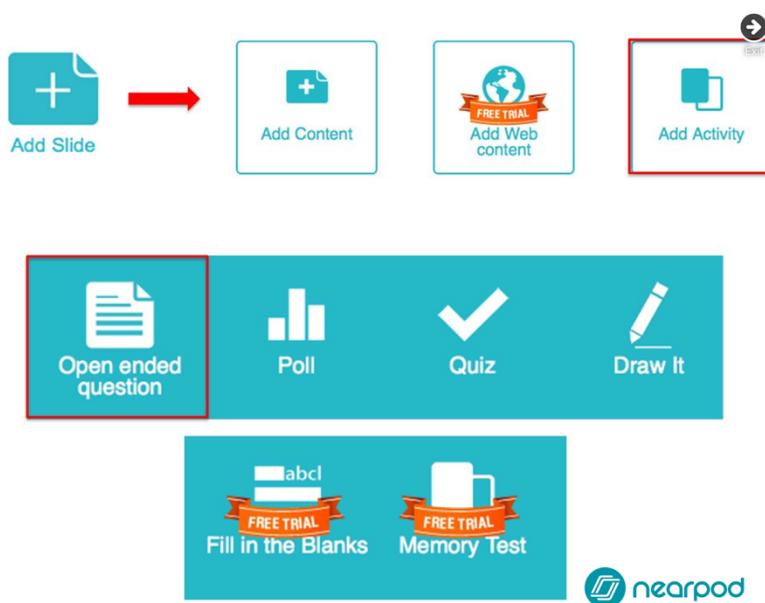 Exit
Add Slide
Add Content
FREE TRIAL
Add Web
content
Add Activity
Open ended
question
Poll
Quiz
Draw It
abcl
FREE TRIAL
Fill in the Blanks
FREE TRIAL
Memory Test
nearpod